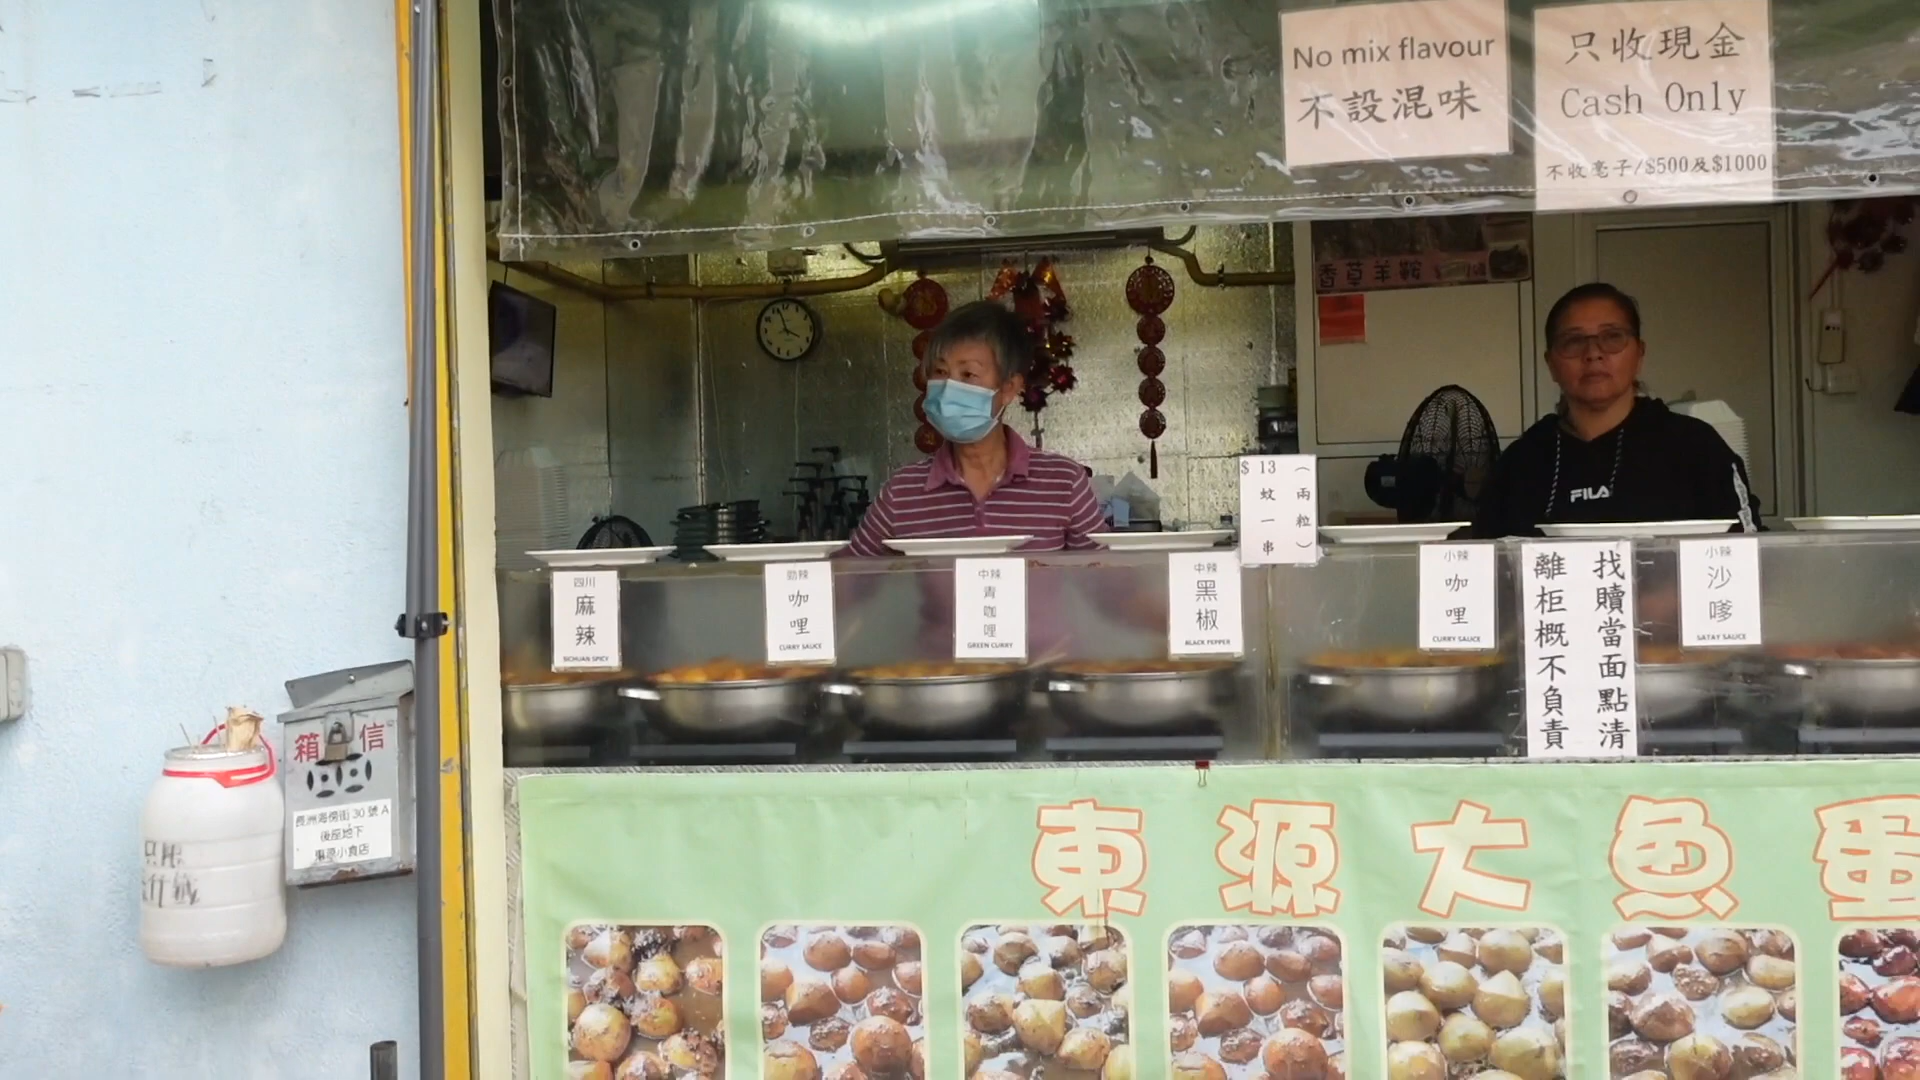 No mix flavour
不設混味
只收現金
Cash Only
不收毫子/$500及$1000
香草羊鞍
FILA
$13
蚊一串
(兩粒)
四川
麻辣
SICHUAN SPICY
勁辣
咖哩
CURRY SAUCE
中辣
青咖哩
GREEN CURRY
中辣
黑椒
BLACK PEPPER
小辣
咖哩
CURRY SAUCE
找贖當面點清
離柜概不負責
小辣
沙嗲
SATAY SAUCE
信箱
長洲海傍街30號A
後座地下
東源小食店
東源大魚蛋
只收
竹籤